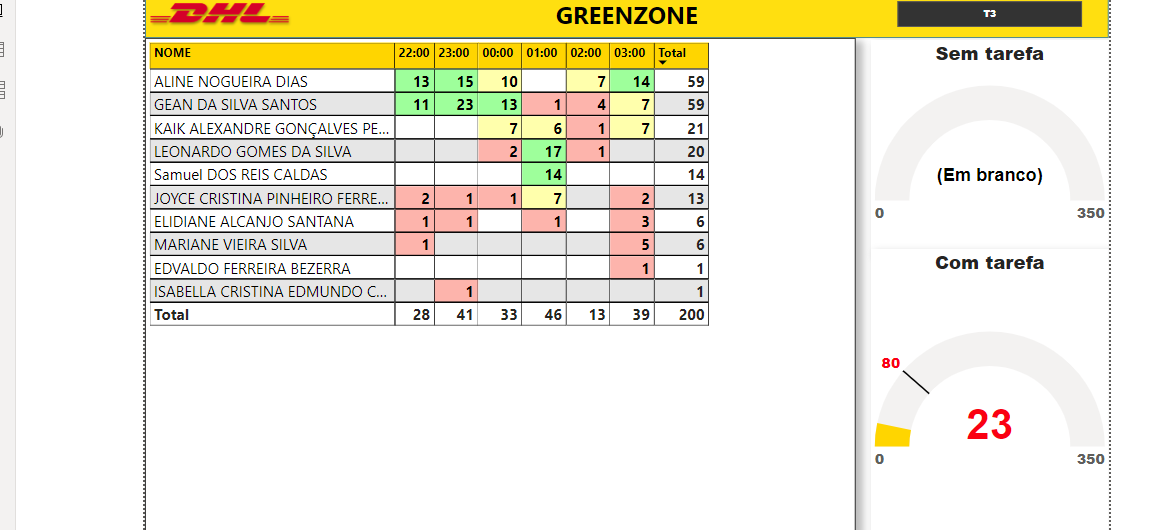 DHL
GREENZONE
T3
NOME 22:00 23:00 00:00 01:00 02:00 03:00 Total
ALINE NOGUEIRA DIAS 13 15 10 7 14 59
GEAN DA SILVA SANTOS 11 23 13 1 4 7 59
KAIK ALEXANDRE GONÇALVES PE... 7 6 1 7 21
LEONARDO GOMES DA SILVA 2 17 1 20
Samuel DOS REIS CALDAS 14 14
JOYCE CRISTINA PINHEIRO FERRE... 2 1 1 7 2 13
ELIDIANE ALCANJO SANTANA 1 1 1 3 6
MARIANE VIEIRA SILVA 1 5 6
EDVALDO FERREIRA BEZERRA 1 1
ISABELLA CRISTINA EDMUNDO C... 1 1
Total 28 41 33 46 13 39 200
Sem tarefa
(Em branco)
0 350
Com tarefa
80
23
0 350